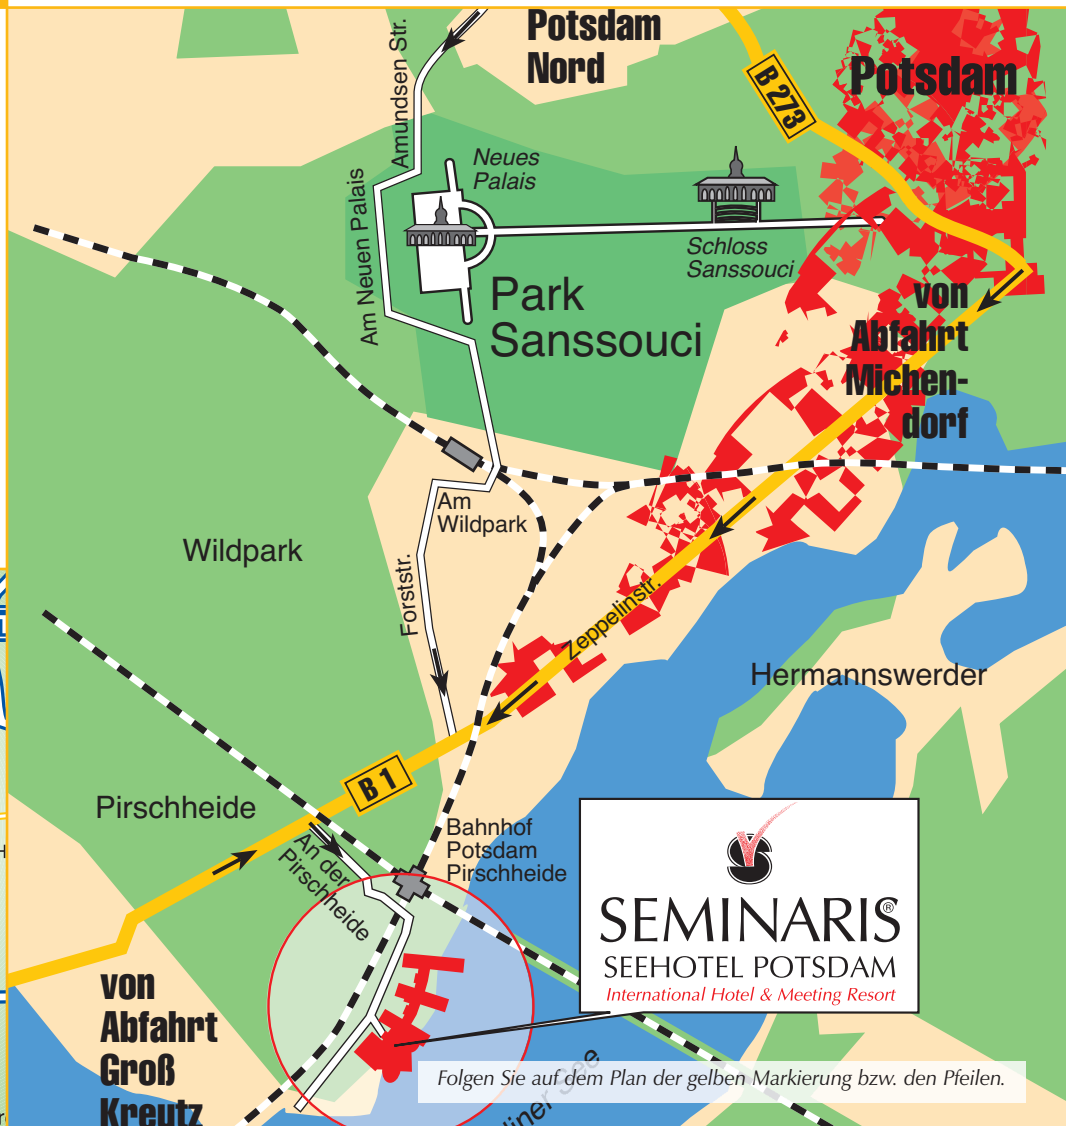 Potsdam
Nord
Amundsen Str.
B 273
Potsdam
Neues
Palais
Am Neuen Palais
Schloss
Sanssouci
Park
Sanssouci
von
Abfahrt
Michen-
dorf
Am
Wildpark
Wildpark
Forststr.
Zeppelinstr.
Hermannswerder
B 1
Pirschheide
An der
Pirschheide
Bahnhof
Potsdam
Pirschheide
S
SEMINARIS®
SEEHOTEL POTSDAM
International Hotel & Meeting Resort
von
Abfahrt
Groß
Kreutz
liner See
Folgen Sie auf dem Plan der gelben Markierung bzw. den Pfeilen.